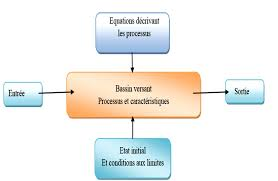 Equations décrivant
les processus
Entrée
Bassin versant
Processus et caractéristiques
Sortie
Etat initial
Et conditions aux limites